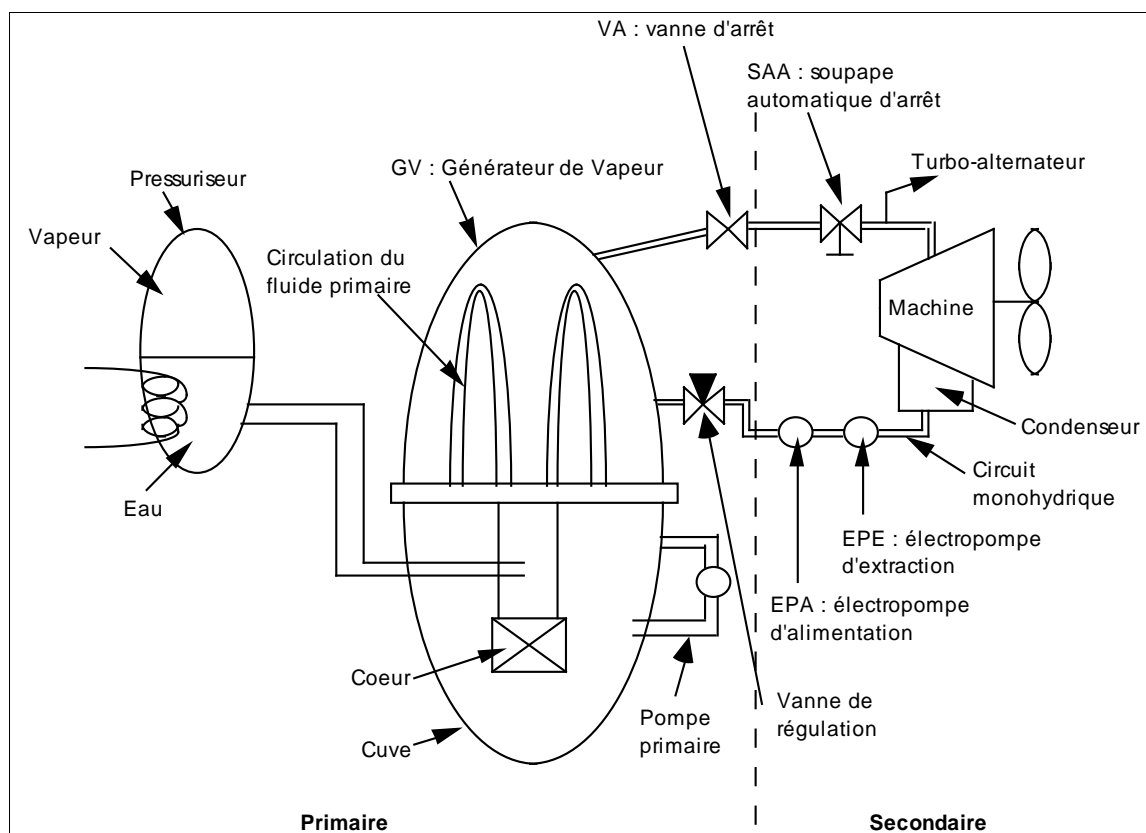 VA : vanne d'arrêt
SAA : soupape
automatique d'arrêt
GV : Générateur de Vapeur
Turbo-alternateur
Pressuriseur
Vapeur
Circulation du
fluide primaire
Machine
Condenseur
Circuit
monohydrique
Eau
EPE : électropompe
d'extraction
EPA : électropompe
d'alimentation
Coeur
Vanne de
régulation
Pompe
primaire
Cuve
Primaire
Secondaire